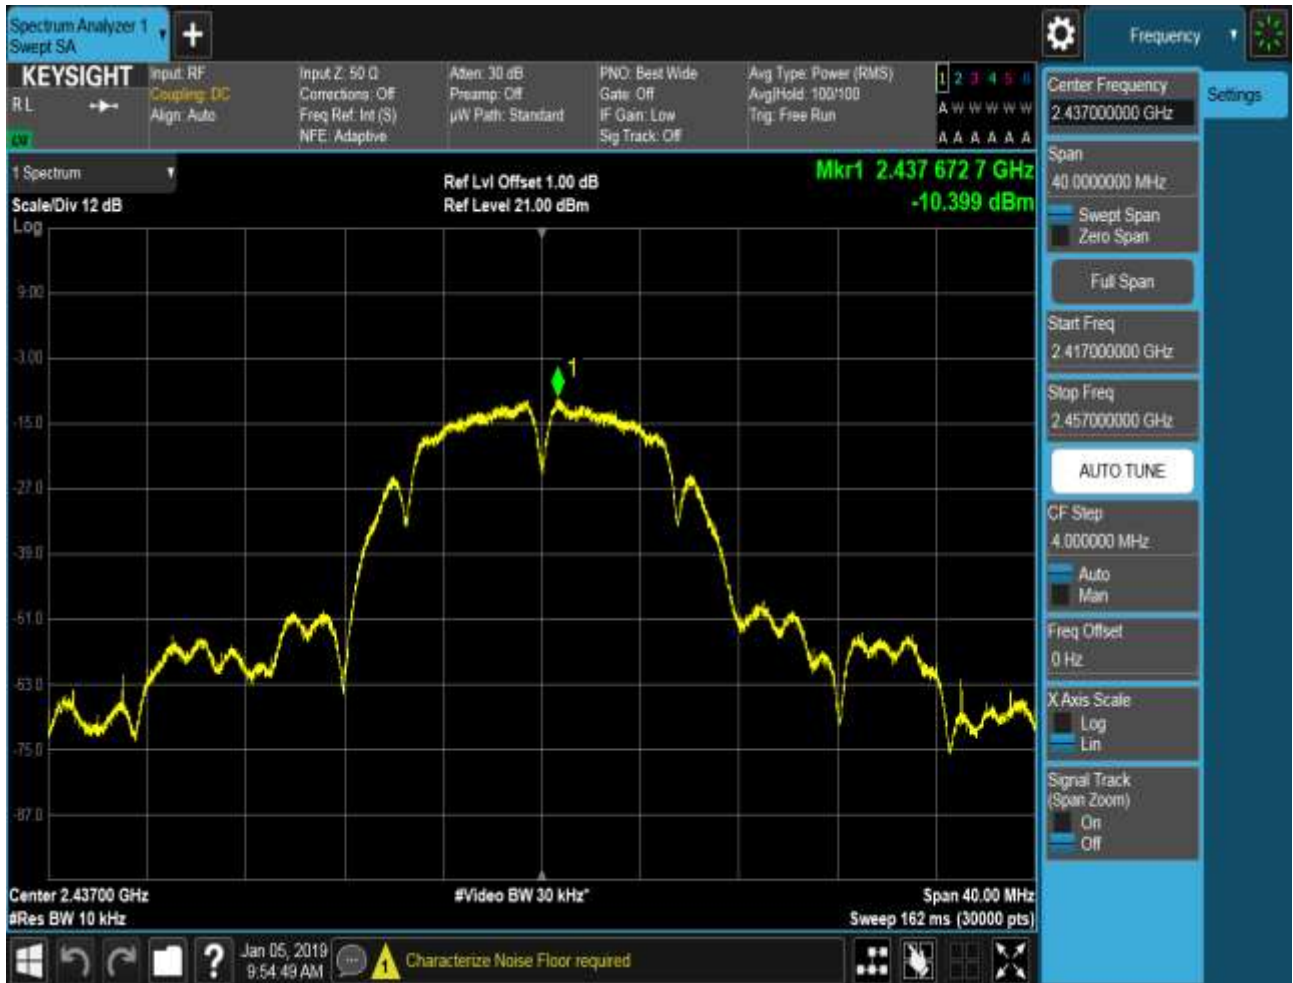 Spectrum Analyzer 1
Swept SA
+
Frequency
KEYSIGHT
RL
LXI
Input: RF
Coupling: DC
Align: Auto
Input Z: 50 Ω
Corrections: Off
Freq Ref: Int (S)
NFE: Adaptive
Atten: 30 dB
Preamp: Off
µW Path: Standard
PNO: Best Wide
Gate: Off
IF Gain: Low
Sig Track: Off
Avg Type: Power (RMS)
Avg|Hold: 100/100
Trig: Free Run
1 2 3 4 5 6
A W W W W W
A A A A A A
1 Spectrum
Scale/Div 12 dB
Ref Lvl Offset 1.00 dB
Ref Level 21.00 dBm
Mkr1 2.437 672 7 GHz
-10.399 dBm
Log
1
9.00
-3.00
-15.0
-27.0
-39.0
-51.0
-63.0
-75.0
-87.0
Center 2.43700 GHz
#Res BW 10 kHz
#Video BW 30 kHz*
Span 40.00 MHz
Sweep 162 ms (30000 pts)
Center Frequency
2.437000000 GHz
Settings
Span
40.0000000 MHz
Swept Span
Zero Span
Full Span
Start Freq
2.417000000 GHz
Stop Freq
2.457000000 GHz
AUTO TUNE
CF Step
4.000000 MHz
Auto
Man
Freq Offset
0 Hz
X Axis Scale
Log
Lin
Signal Track
(Span Zoom)
On
Off
?
Jan 05, 2019
9:54:49 AM
1
Characterize Noise Floor required